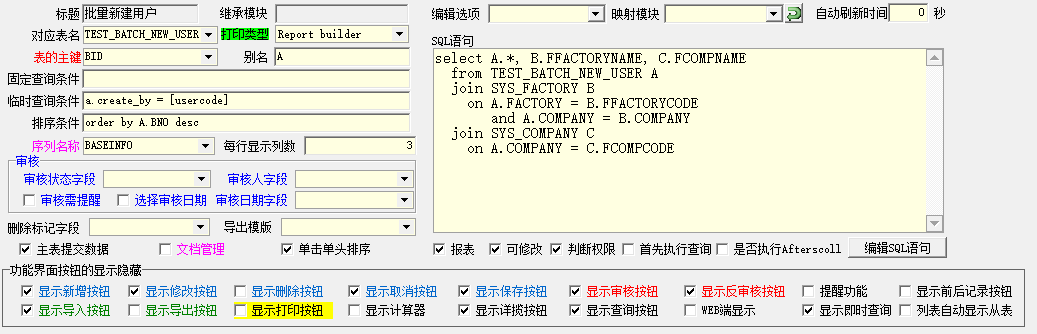 标题 批量新建用户 继承模块 编辑选项 映射模块 自动刷新时间 0 秒
对应表名 TEST_BATCH_NEW_USER 打印类型 Report builder
SQL语句
表的主键 BID 别名 A
固定查询条件
临时查询条件 a.create_by = [usercode]
排序条件 order by A.BNO desc
序列名称 BASEINFO 每行显示列数 3
select A.*, B.FFACTORYNAME, C.FCOMPNAME
from TEST_BATCH_NEW_USER A
join SYS_FACTORY B
on A.FACTORY = B.FFACTORYCODE
and A.COMPANY = B.COMPANY
join SYS_COMPANY C
on A.COMPANY = C.FCOMPCODE
审核
审核状态字段 审核人字段
审核需提醒 选择审核日期 审核日期字段
删除标记字段 导出模版
主表提交数据 文档管理 单击单头排序 报表 可修改 判断权限 首先执行查询 是否执行Afterscoll 编辑SQL语句
功能界面按钮的显示隐藏
显示新增按钮 显示修改按钮 显示删除按钮 显示取消按钮 显示保存按钮 显示审核按钮 显示反审核按钮 提醒功能 显示前后记录按钮
显示导入按钮 显示导出按钮 显示打印按钮 显示计算器 显示详揽按钮 显示查询按钮 WEB端显示 显示即时查询 列表自动显示从表